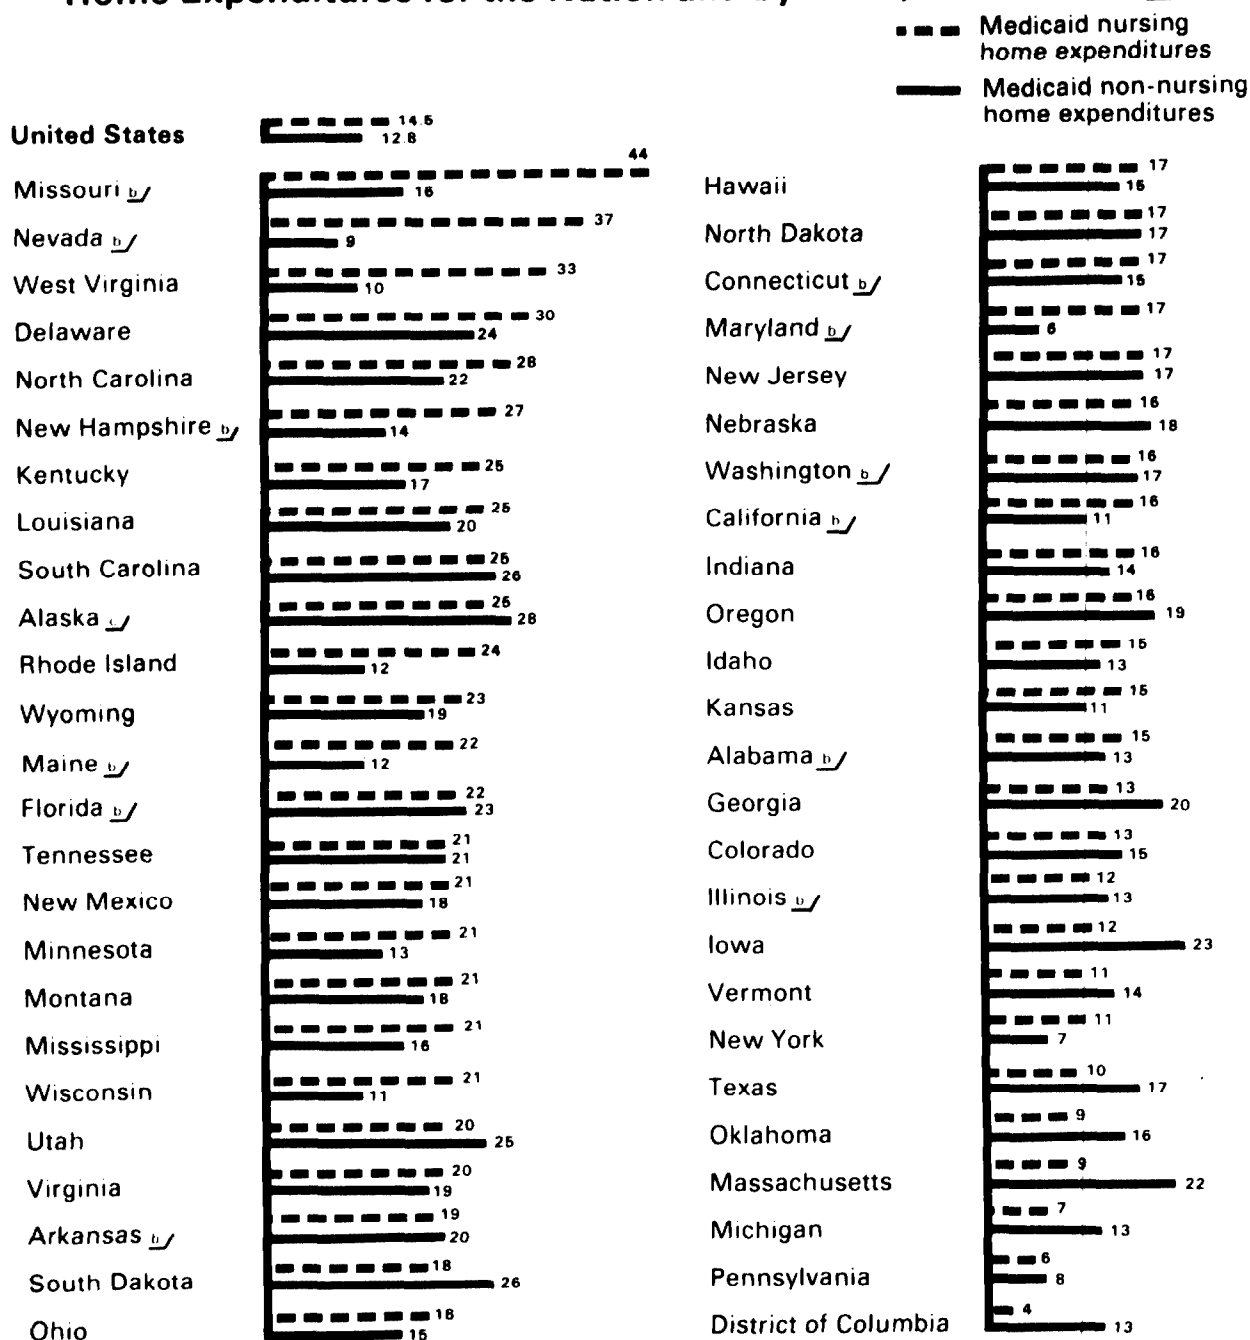 Home Expenditures for the Nation and by
Medicaid nursing
home expenditures
Medicaid non-nursing
home expenditures
United States 14.5
12.8
Missouri b/ 44
16
Nevada b/ 37
9
West Virginia 33
10
Delaware 30
24
North Carolina 28
22
New Hampshire b/ 27
14
Kentucky 25
17
Louisiana 25
20
South Carolina 25
26
Alaska c/ 25
28
Rhode Island 24
12
Wyoming 23
19
Maine b/ 22
12
Florida b/ 22
23
Tennessee 21
21
New Mexico 21
18
Minnesota 21
13
Montana 21
18
Mississippi 21
16
Wisconsin 21
11
Utah 20
25
Virginia 20
19
Arkansas b/ 19
20
South Dakota 18
26
Ohio 18
15
Hawaii 17
15
North Dakota 17
17
Connecticut b/ 17
15
Maryland b/ 17
6
New Jersey 17
17
Nebraska 16
18
Washington b/ 16
17
California b/ 16
11
Indiana 16
14
Oregon 16
19
Idaho 15
13
Kansas 15
11
Alabama b/ 15
13
Georgia 13
20
Colorado 13
15
Illinois b/ 12
13
Iowa 12
23
Vermont 11
14
New York 11
7
Texas 10
17
Oklahoma 9
16
Massachusetts 9
22
Michigan 7
13
Pennsylvania 6
8
District of Columbia 4
13